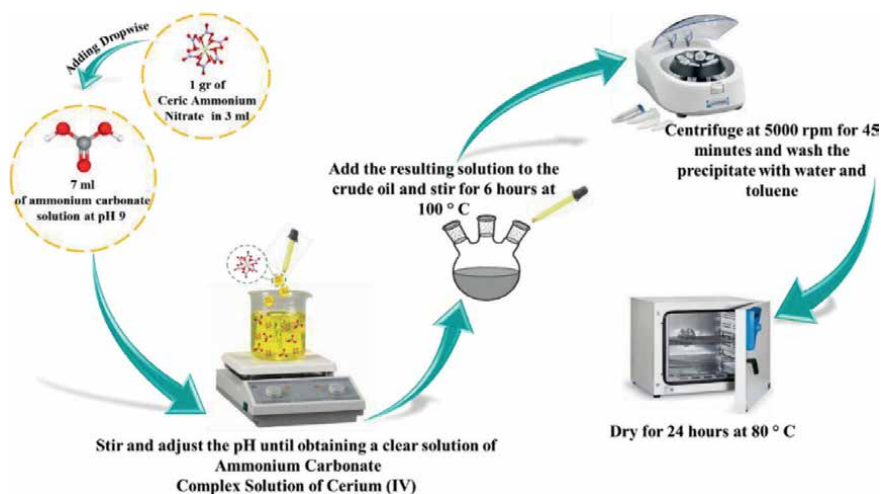 Adding Dropwise
1 gr of
Ceric Ammonium
Nitrate in 3 ml
7 ml
of ammonium carbonate
solution at pH 9
Stir and adjust the pH until obtaining a clear solution of
Ammonium Carbonate
Complex Solution of Cerium (IV)
Add the resulting solution to the
crude oil and stir for 6 hours at
100 ° C
Centrifuge at 5000 rpm for 45
minutes and wash the
precipitate with water and
toluene
Dry for 24 hours at 80 ° C